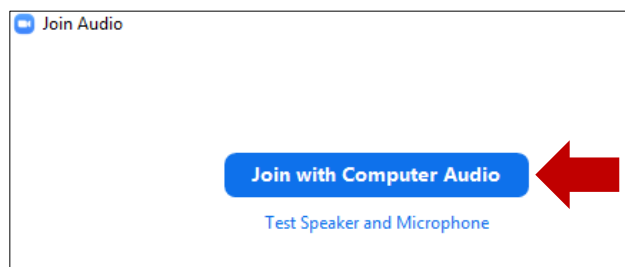 Join Audio
Join with Computer Audio
Test Speaker and Microphone